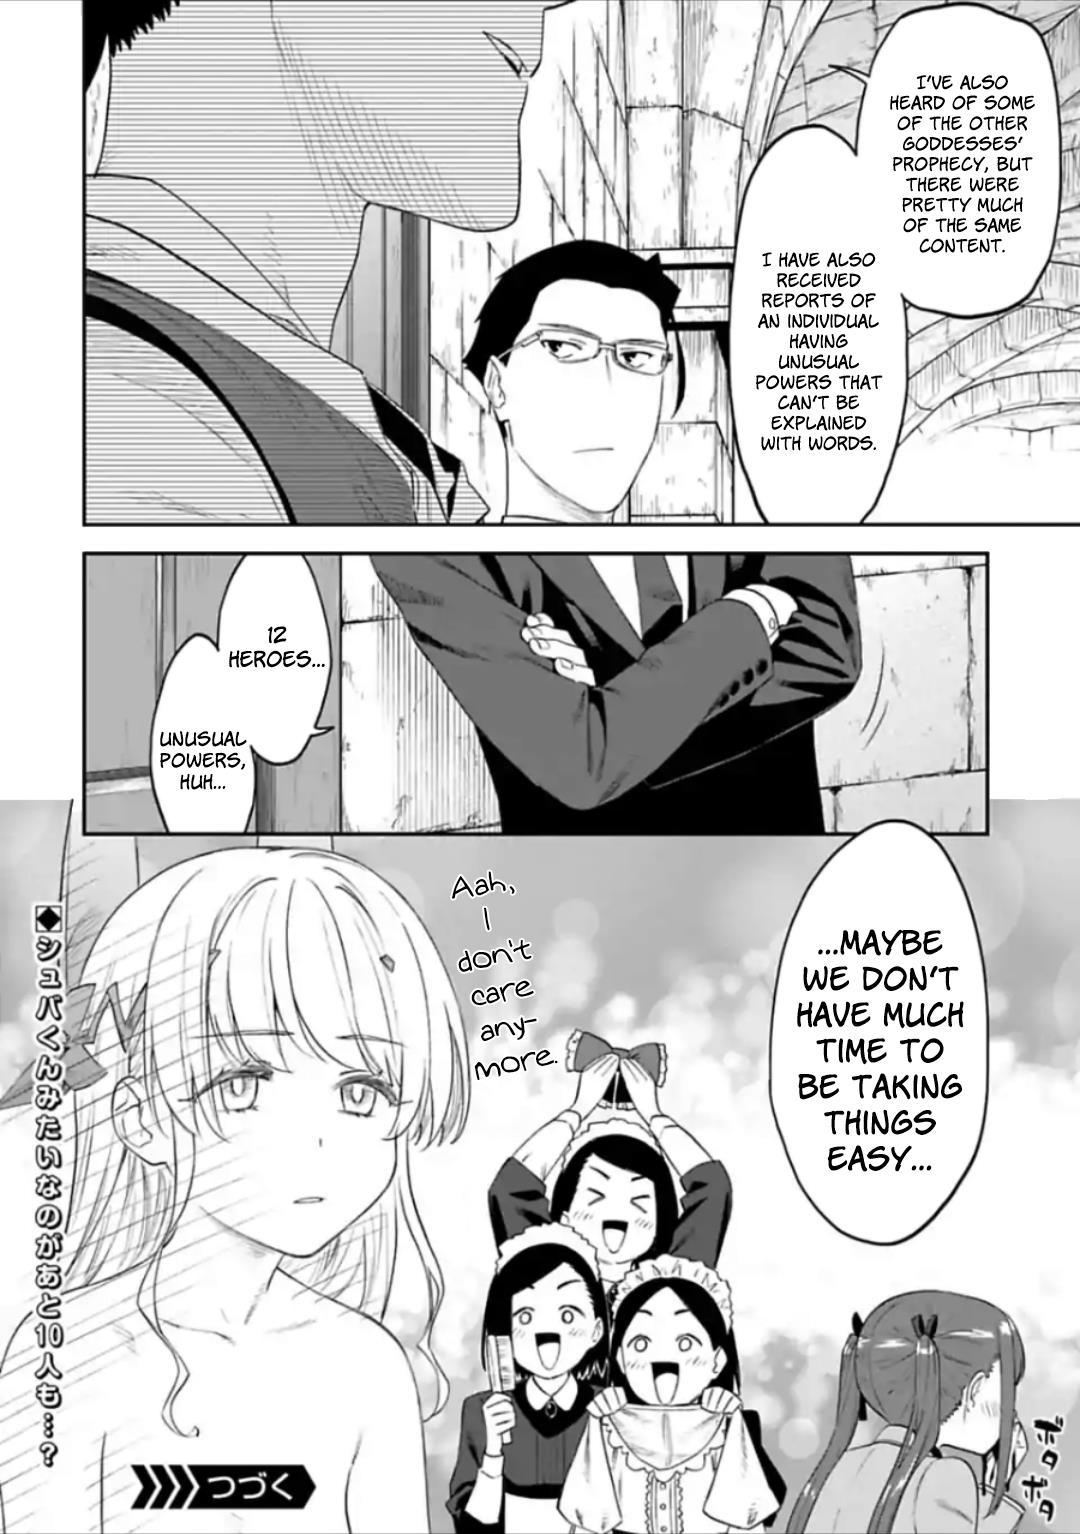 I'VE ALSO
HEARD OF SOME
OF THE OTHER
GODDESSES'
PROPHECY, BUT
THERE WERE
PRETTY MUCH
OF THE SAME
CONTENT.
I HAVE ALSO
RECEIVED
REPORTS OF
AN INDIVIDUAL
HAVING
UNUSUAL
POWERS THAT
CAN'T BE
EXPLAINED
WITH WORDS.
12
HEROES...
UNUSUAL
POWERS,
HUH...
...MAYBE
WE DON'T
HAVE MUCH
TIME TO
BE TAKING
THINGS
EASY...
Aah,
I
don't
care
any-
more.
ボロ
ボロ
◆シュバくんみたいなのがあと10人も…?
つづく